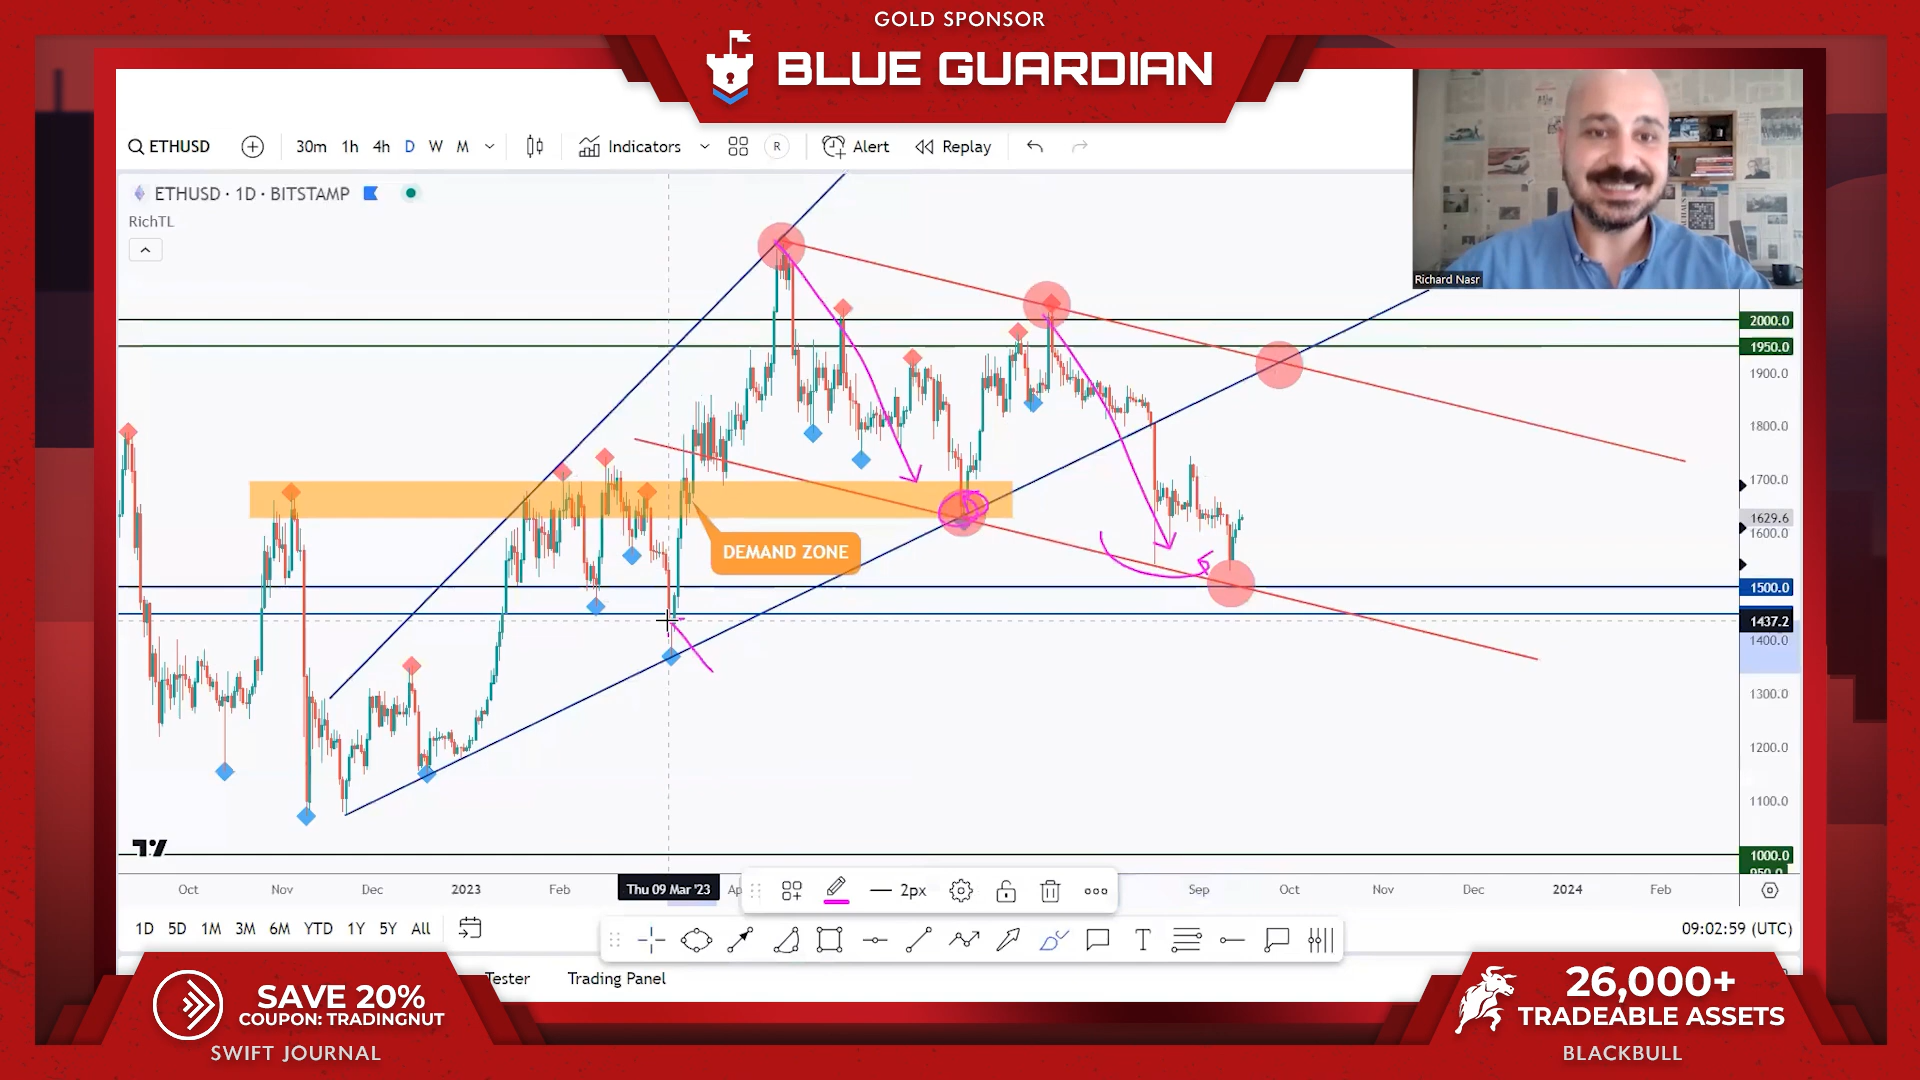 GOLD SPONSOR
BLUE GUARDIAN
ETHUSD
30m 1h 4h D W M
Indicators
R
Alert
Replay
ETHUSD · 1D · BITSTAMP
RichTL
Richard Nasr
2000.0
1950.0
1900.0
1800.0
1700.0
1629.6
1600.0
1500.0
1437.2
1400.0
1300.0
1200.0
1100.0
1000.0
950.0
DEMAND ZONE
Oct Nov Dec 2023 Feb Thu 09 Mar '23 Ap Sep Oct Nov Dec 2024 Feb
2px
1D 5D 1M 3M 6M YTD 1Y 5Y All
T
09:02:59 (UTC)
Tester Trading Panel
SAVE 20%
COUPON: TRADINGNUT
SWIFT JOURNAL
26,000+
TRADEABLE ASSETS
BLACKBULL